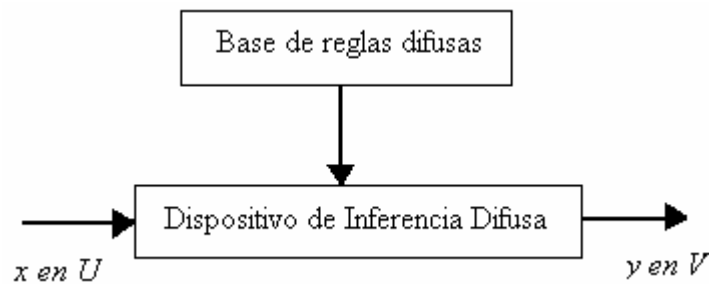 Base de reglas difusas
Dispositivo de Inferencia Difusa
x en U
y en V